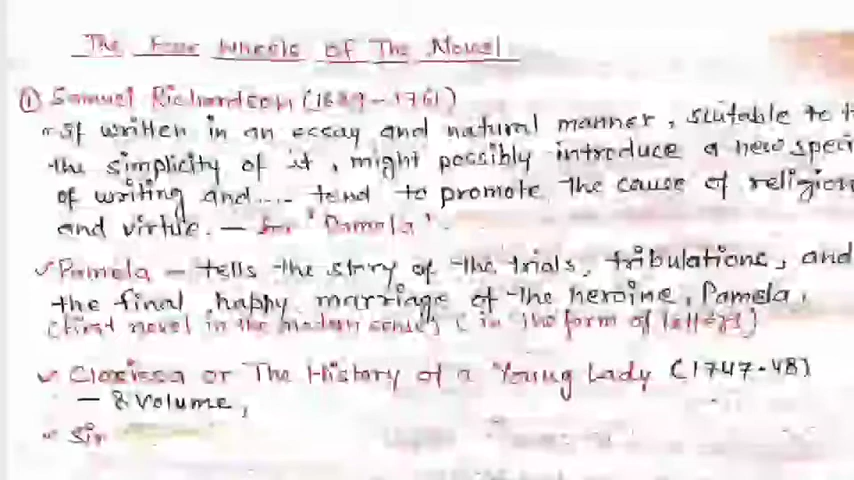 The Four Wheels of The Novel
① Samuel Richardson (1689-1761)
"If written in an essay and natural manner, suitable to t
the simplicity of it, might possibly introduce a new speci
of writing and.... tend to promote the cause of religion
and virtue. — In 'Pamela'.
✓ Pamela — tells the story of the trials, tribulations, and
the final happy marriage of the heroine, Pamela,
(first novel in the modern sense) (in the form of letters)
✓ Clarissa or The History of a Young Lady (1747-48)
— 8 volume,
Sir